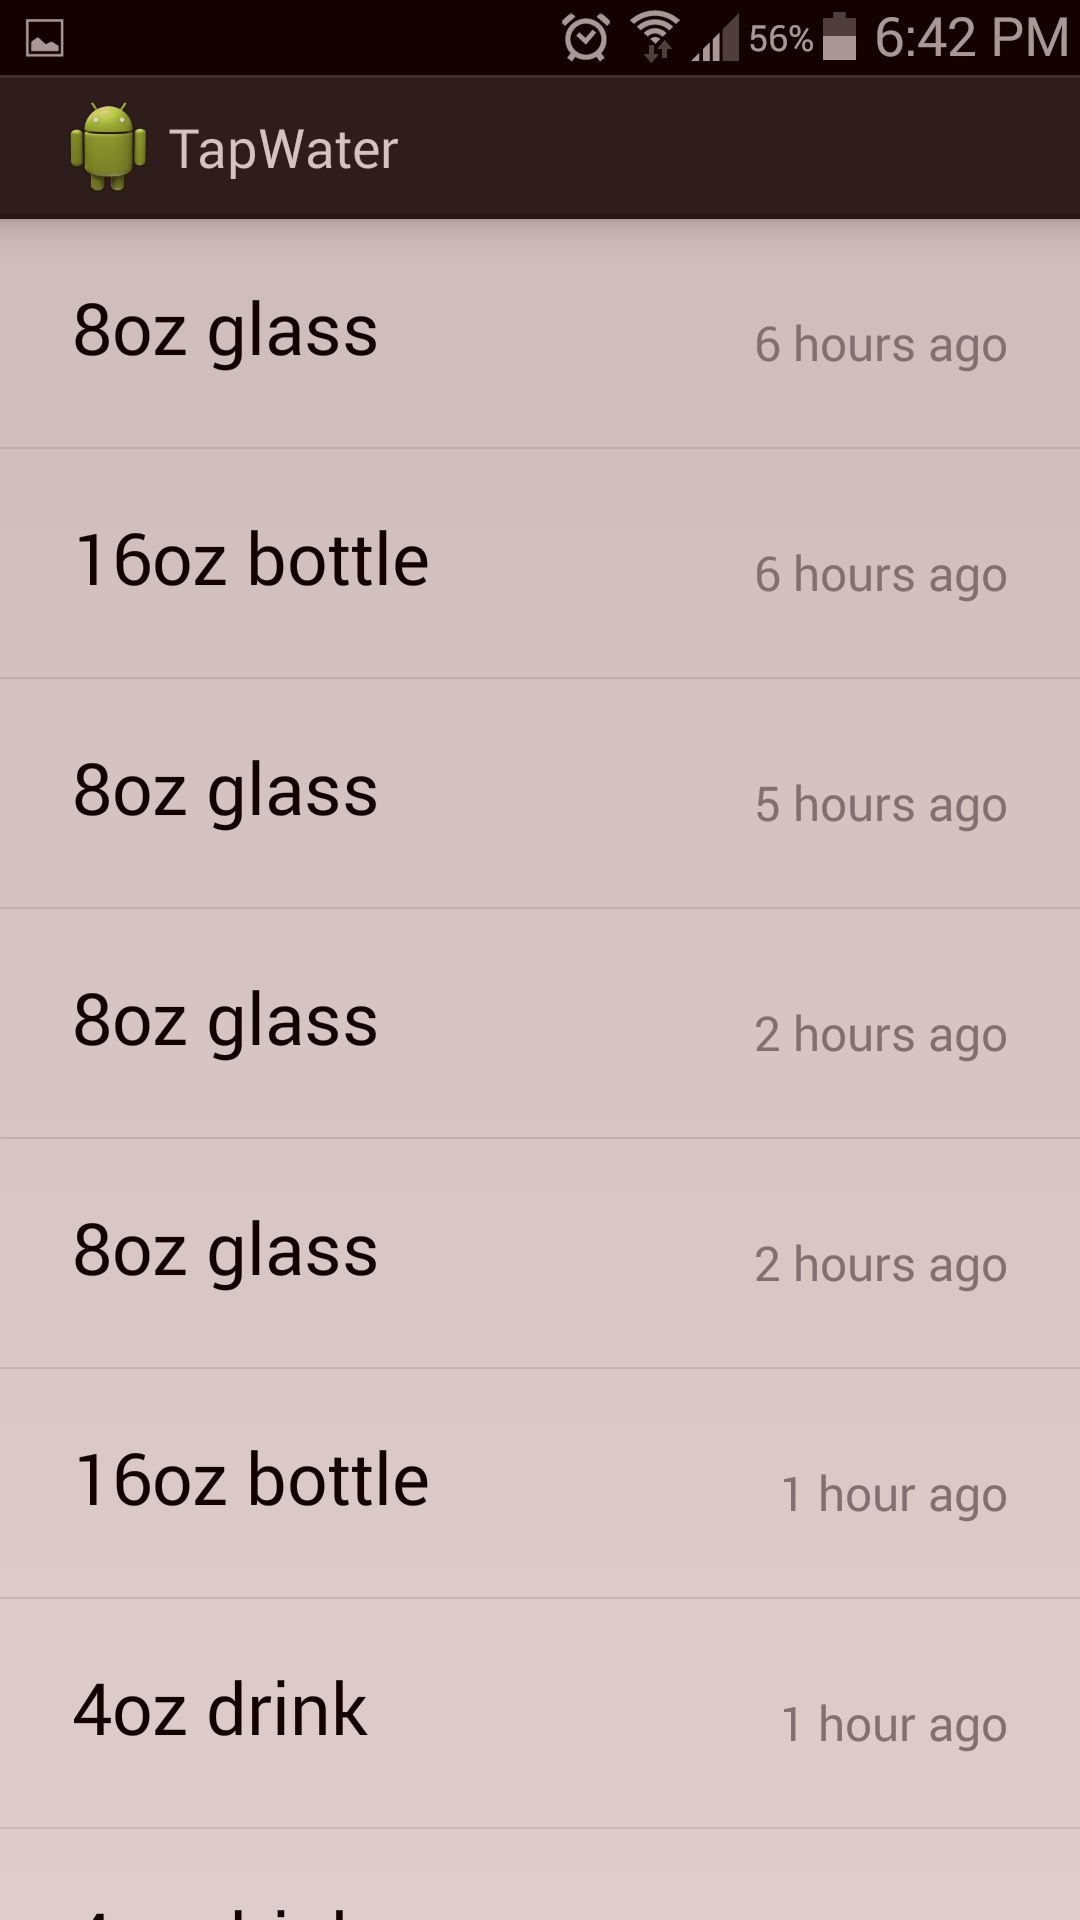 56% 6:42 PM
TapWater
8oz glass 6 hours ago
16oz bottle 6 hours ago
8oz glass 5 hours ago
8oz glass 2 hours ago
8oz glass 2 hours ago
16oz bottle 1 hour ago
4oz drink 1 hour ago